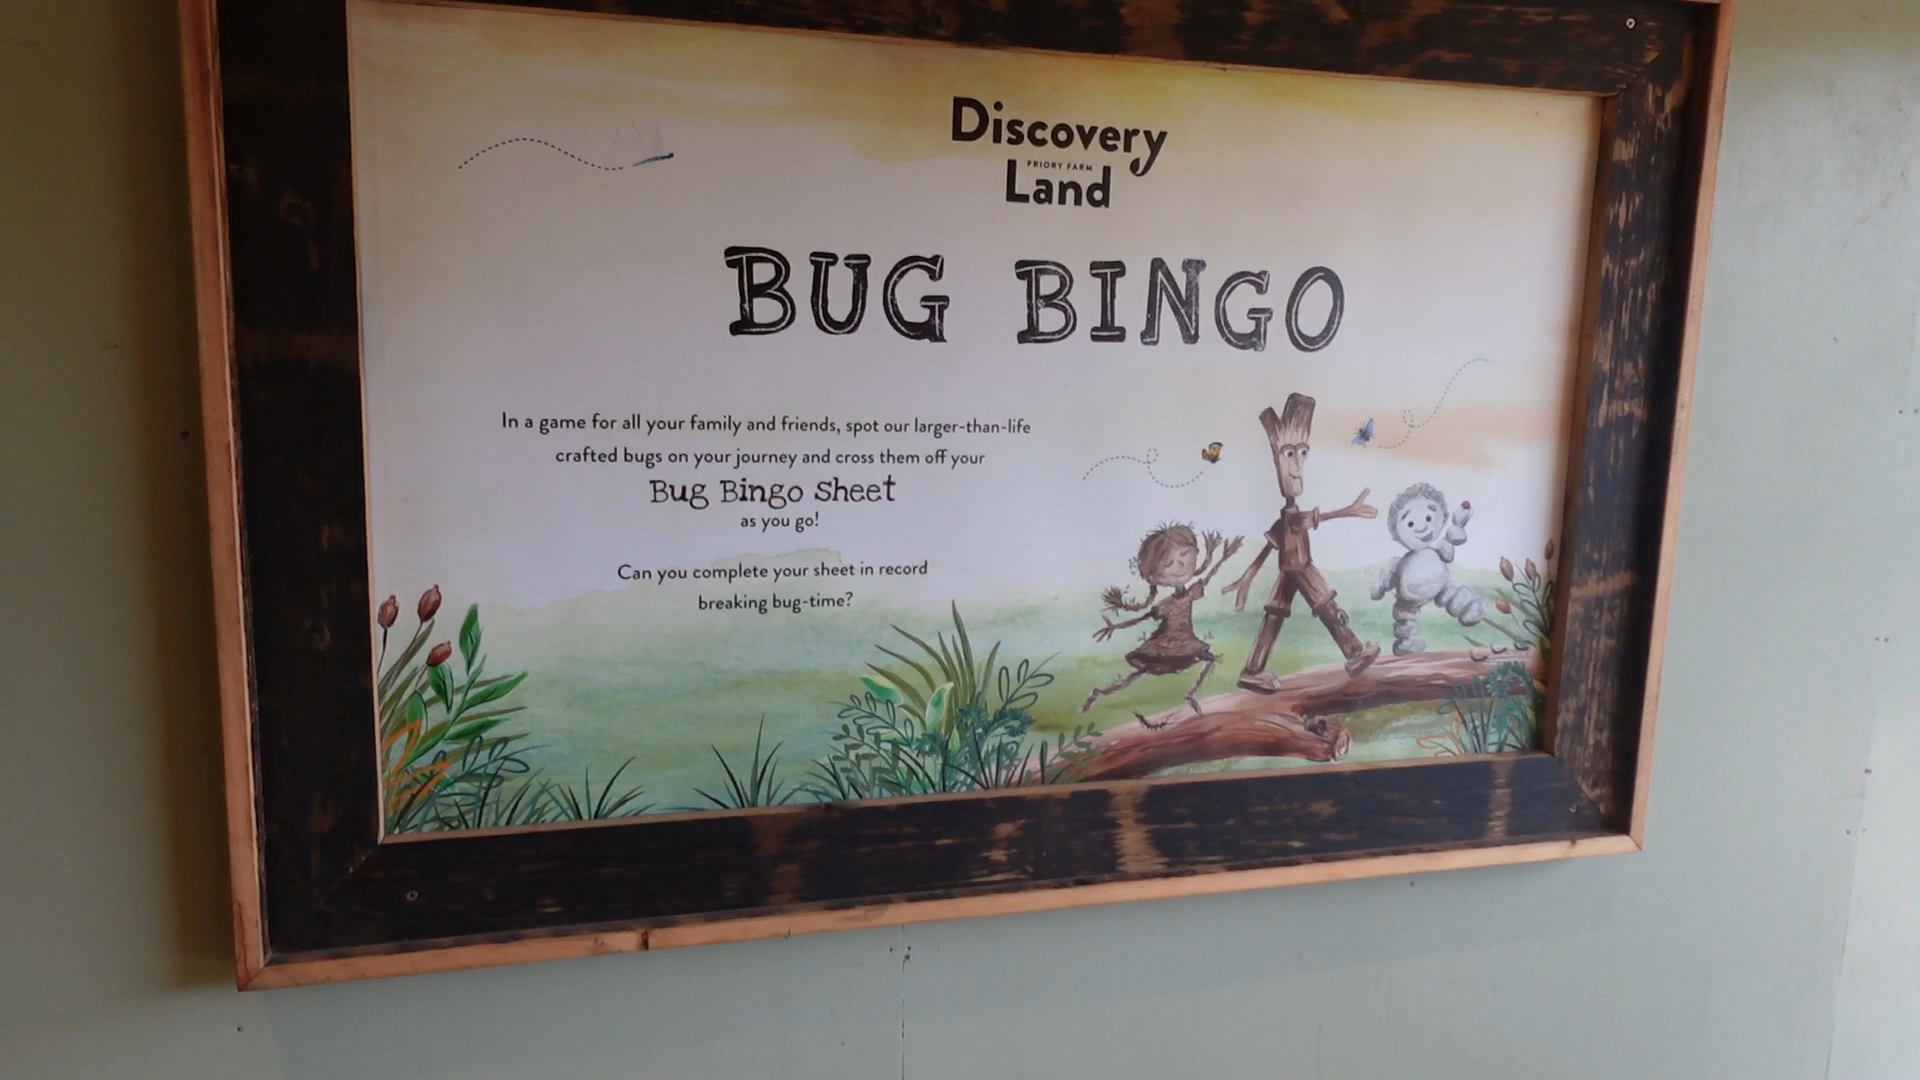 Discovery
PRIORY FARM
Land
BUG BINGO
In a game for all your family and friends, spot our larger-than-life
crafted bugs on your journey and cross them off your
Bug Bingo sheet
as you go!
Can you complete your sheet in record
breaking bug-time?